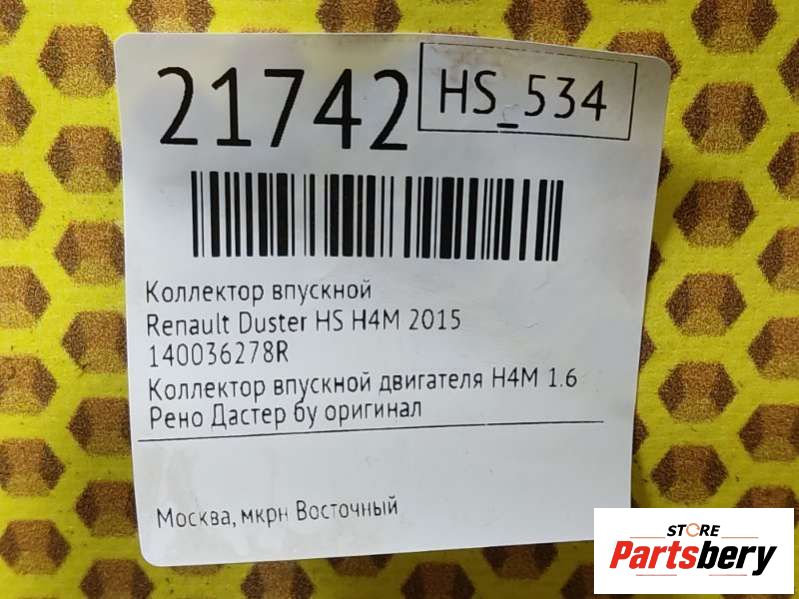 21742
HS_534
Коллектор впускной
Renault Duster HS H4M 2015
140036278R
Коллектор впускной двигателя H4M 1.6
Рено Дастер бу оригинал
Москва, мкрн Восточный
STORE
Partsbery